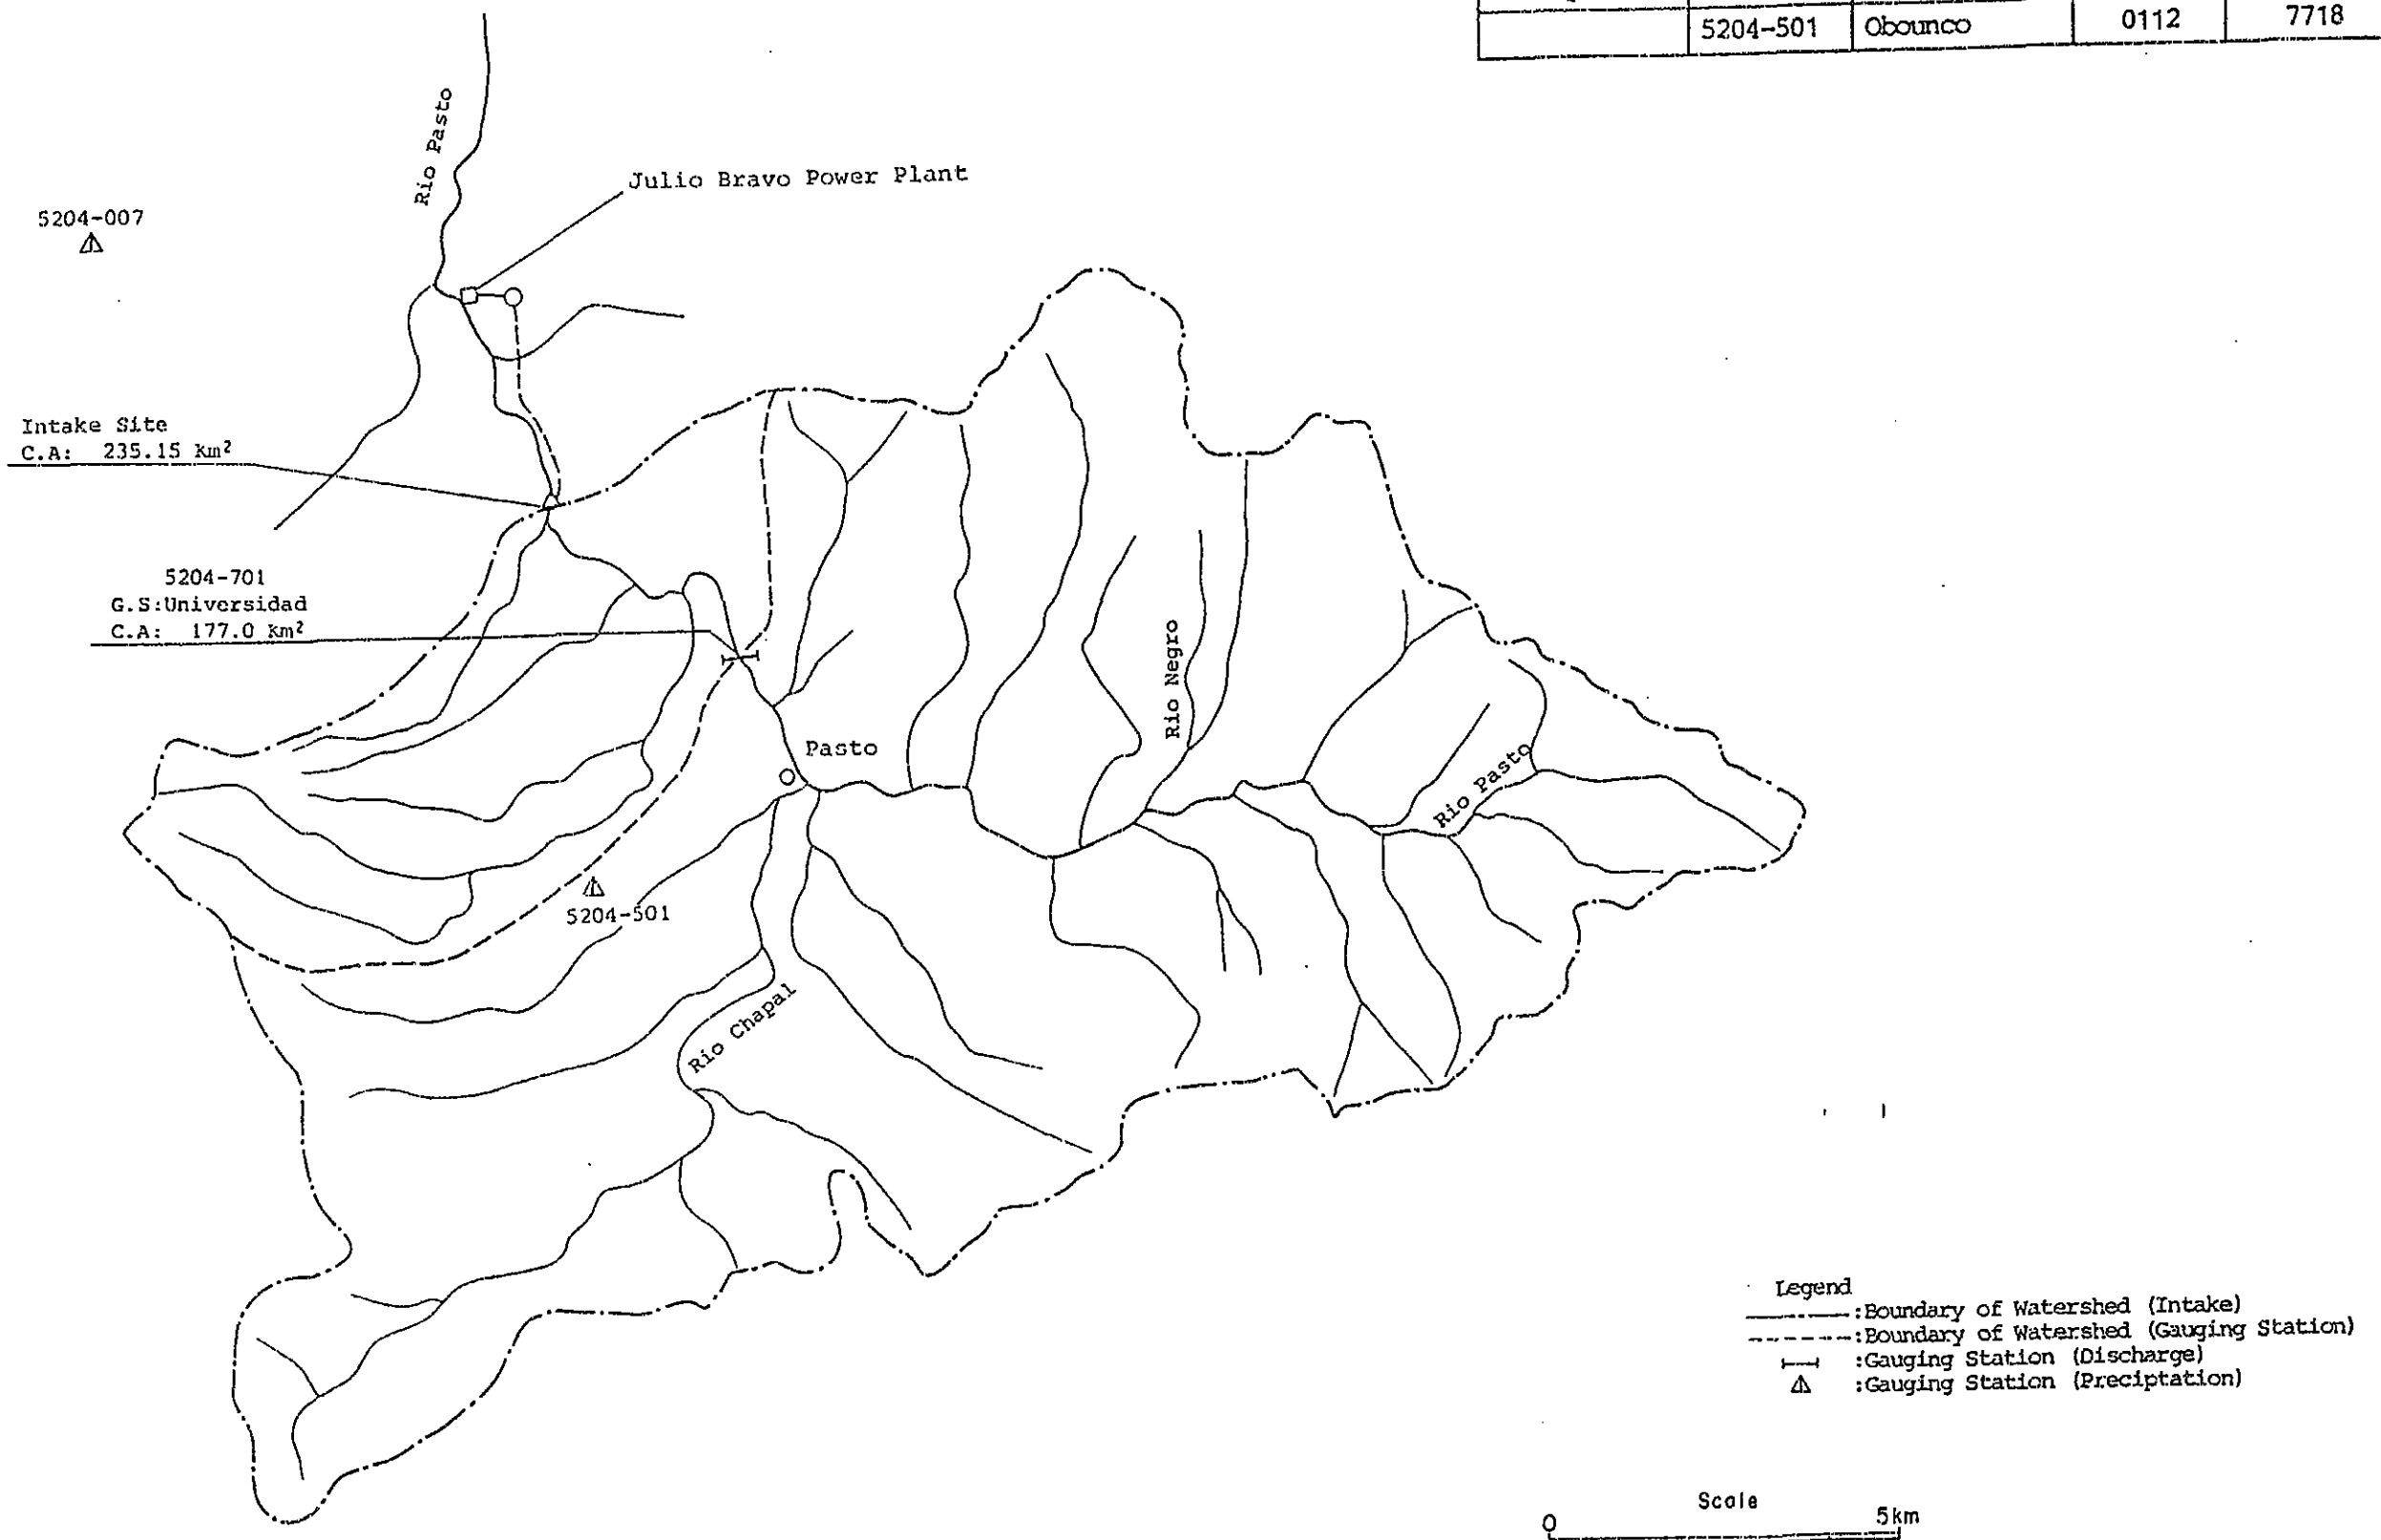 5204-501 Obounco 0112 7718
Rio Pasto
Julio Bravo Power Plant
5204-007
Intake Site
C.A: 235.15 km²
5204-701
G.S:Universidad
C.A: 177.0 km²
Rio Negro
Pasto
Rio Pasto
5204-501
Rio Chapal
Legend
:Boundary of Watershed (Intake)
:Boundary of Watershed (Gauging Station)
:Gauging Station (Discharge)
:Gauging Station (Preciptation)
Scale
0 5km